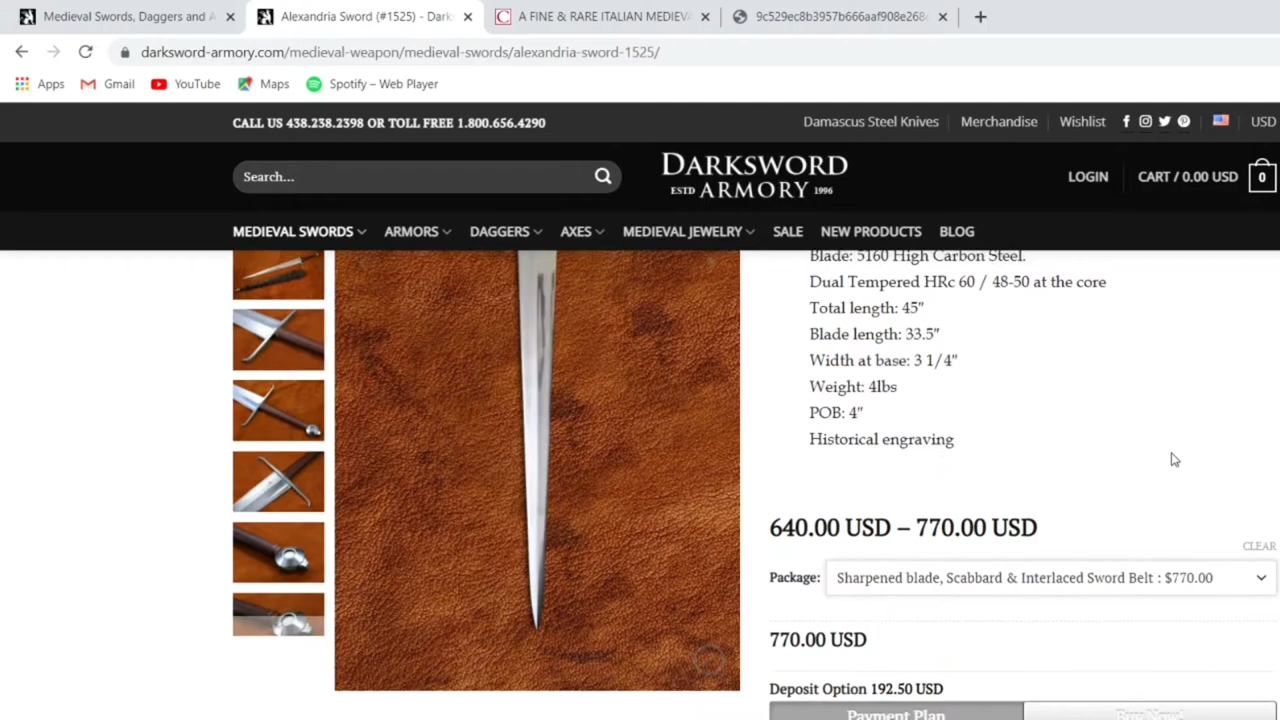 Medieval Swords, Daggers and A
Alexandria Sword (#1525) - Dark
A FINE & RARE ITALIAN MEDIEVA
9c529ec8b3957b666aaf908e268
darksword-armory.com/medieval-weapon/medieval-swords/alexandria-sword-1525/
Apps
Gmail
YouTube
Maps
Spotify – Web Player
CALL US 438.238.2398 OR TOLL FREE 1.800.656.4290
Damascus Steel Knives
Merchandise
Wishlist
USD
Search...
DARKSWORD
ESTD ARMORY 1996
LOGIN
CART / 0.00 USD
0
MEDIEVAL SWORDS
ARMORS
DAGGERS
AXES
MEDIEVAL JEWELRY
SALE
NEW PRODUCTS
BLOG
Blade: 5160 High Carbon Steel.
Dual Tempered HRc 60 / 48-50 at the core
Total length: 45″
Blade length: 33.5″
Width at base: 3 1/4″
Weight: 4lbs
POB: 4″
Historical engraving
640.00 USD – 770.00 USD
CLEAR
Package:
Sharpened blade, Scabbard & Interlaced Sword Belt : $770.00
770.00 USD
Deposit Option 192.50 USD
Payment Plan
Buy Now!